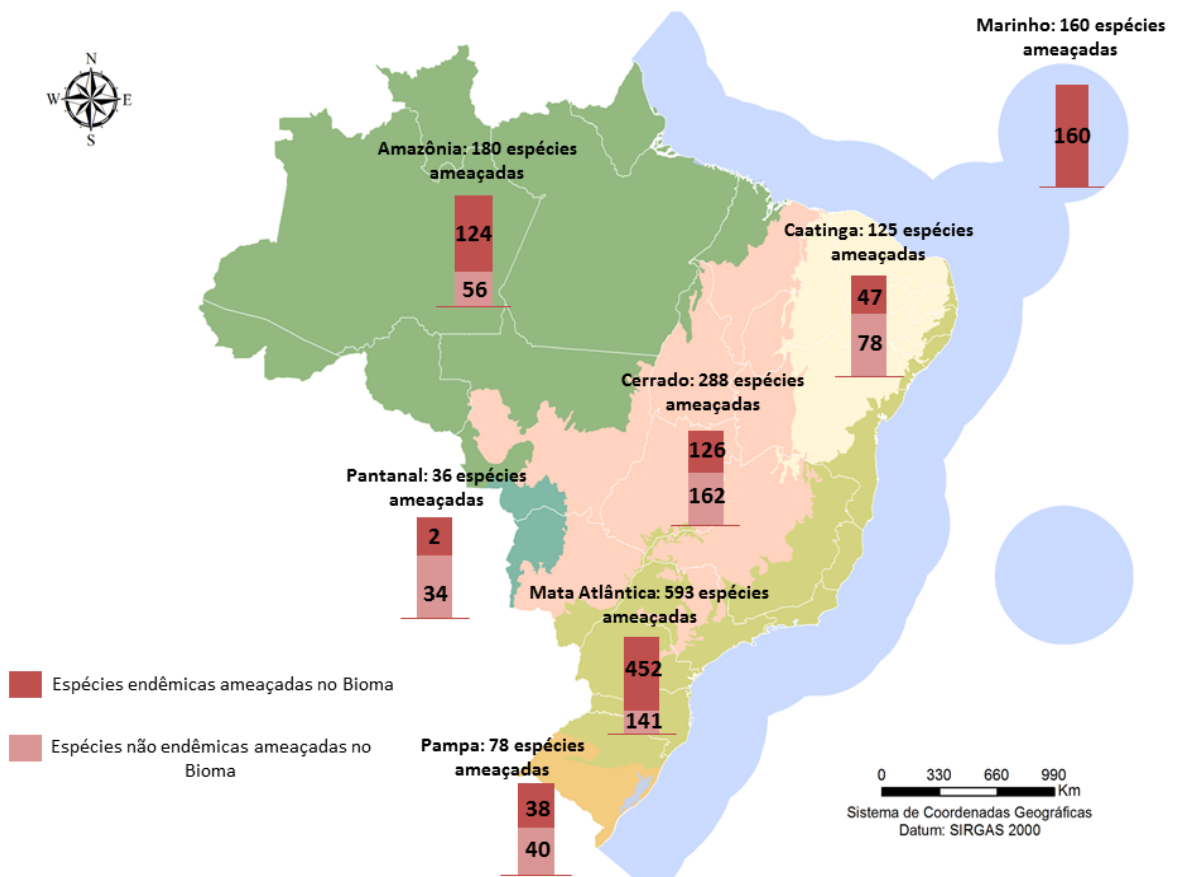 Marinho: 160 espécies
ameaçadas
160
N
W
E
S
Amazônia: 180 espécies
ameaçadas
124
56
Caatinga: 125 espécies
ameaçadas
47
78
Cerrado: 288 espécies
ameaçadas
126
162
Pantanal: 36 espécies
ameaçadas
2
34
Mata Atlântica: 593 espécies
ameaçadas
452
141
Espécies endêmicas ameaçadas no Bioma
Espécies não endêmicas ameaçadas no
Bioma
Pampa: 78 espécies
ameaçadas
38
40
0 330 660 990
Km
Sistema de Coordenadas Geográficas
Datum: SIRGAS 2000